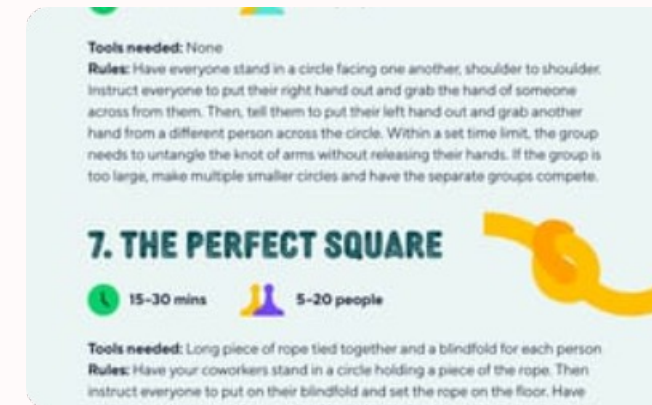 Tools needed: None
Rules: Have everyone stand in a circle facing one another, shoulder to shoulder.
Instruct everyone to put their right hand out and grab the hand of someone
across from them. Then, tell them to put their left hand out and grab another
hand from a different person across the circle. Within a set time limit, the group
needs to untangle the knot of arms without releasing their hands. If the group is
too large, make multiple smaller circles and have the separate groups compete.
7. THE PERFECT SQUARE
15-30 mins 5-20 people
Tools needed: Long piece of rope tied together and a blindfold for each person
Rules: Have your coworkers stand in a circle holding a piece of the rope. Then
instruct everyone to put on their blindfold and set the rope on the floor. Have